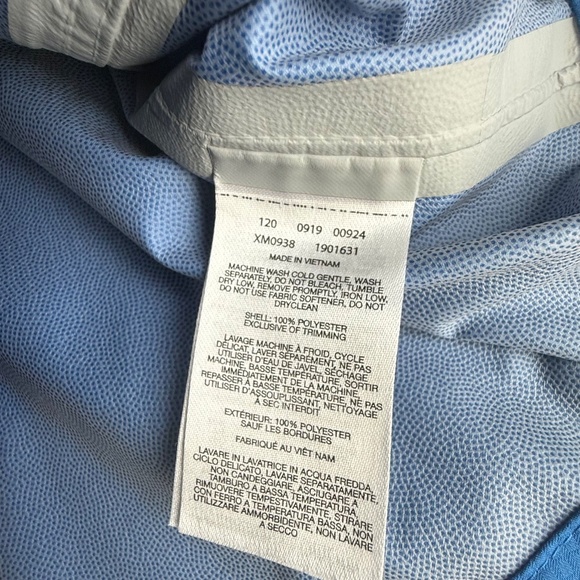 120 0919 00924
XM0938 1901631
MADE IN VIETNAM
MACHINE WASH COLD GENTLE, WASH
SEPARATELY, DO NOT BLEACH, TUMBLE
DRY LOW, REMOVE PROMPTLY, IRON LOW,
DO NOT USE FABRIC SOFTENER, DO NOT
DRYCLEAN
SHELL: 100% POLYESTER
EXCLUSIVE OF TRIMMING
LAVAGE MACHINE À FROID, CYCLE
DÉLICAT, LAVER SÉPARÉMENT, NE PAS
UTILISER D'EAU DE JAVEL, SÉCHAGE
MACHINE, BASSE TEMPÉRATURE, SORTIR
IMMÉDIATEMENT DE LA MACHINE,
REPASSER À BASSE TEMPÉRATURE, NE PAS
UTILISER D'ASSOUPLISSANT, NETTOYAGE
À SEC INTERDIT
EXTÉRIEUR: 100% POLYESTER
SAUF LES BORDURES
FABRIQUÉ AU VIÊT NAM
LAVARE IN LAVATRICE IN ACQUA FREDDA,
CICLO DELICATO, LAVARE SEPARATAMENTE,
NON CANDEGGIARE, ASCIUGARE A
TAMBURO A BASSA TEMPERATURA,
RIMUOVERE TEMPESTIVAMENTE, STIRARE
CON FERRO A TEMPERATURA BASSA, NON
UTILIZZARE AMMORBIDENTE, NON LAVARE
A SECCO